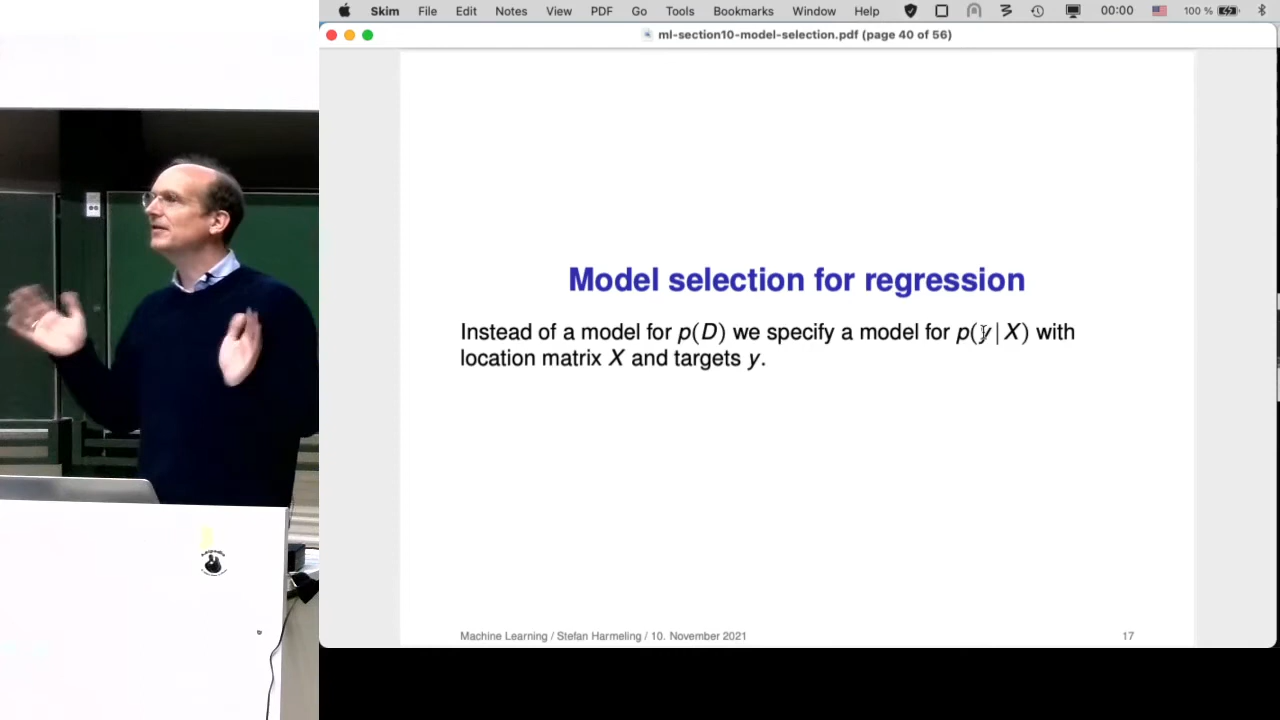 Skim File Edit Notes View PDF Go Tools Bookmarks Window Help 00:00 100 %
ml-section10-model-selection.pdf (page 40 of 56)
Model selection for regression
Instead of a model for p(D) we specify a model for p(y | X) with
location matrix X and targets y.
Machine Learning / Stefan Harmeling / 10. November 2021 17